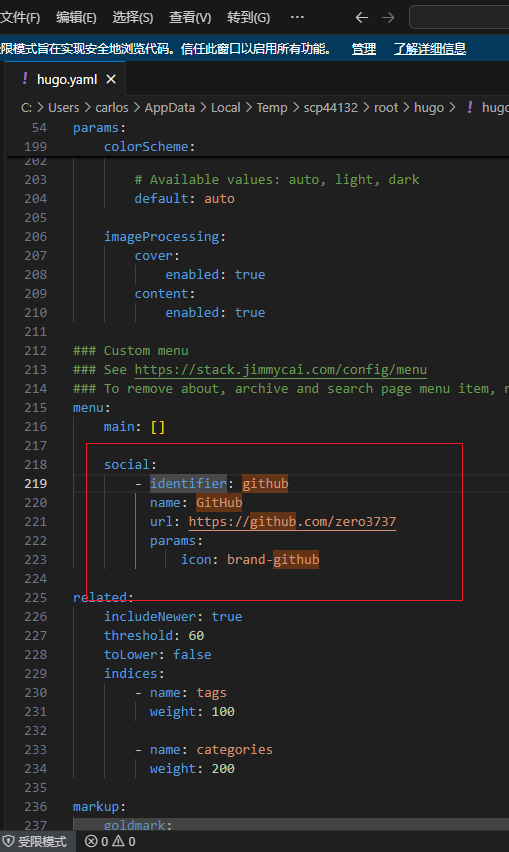 文件(F) 编辑(E) 选择(S) 查看(V) 转到(G) ···
受限模式旨在实现安全地浏览代码。信任此窗口以启用所有功能。 管理 了解详细信息
! hugo.yaml
C: > Users > carlos > AppData > Local > Temp > scp44132 > root > hugo > ! hugo
54 params:
199 colorScheme:
202
203 # Available values: auto, light, dark
204 default: auto
205
206 imageProcessing:
207 cover:
208 enabled: true
209 content:
210 enabled: true
211
212 ### Custom menu
213 ### See https://stack.jimmycai.com/config/menu
214 ### To remove about, archive and search page menu item, r
215 menu:
216 main: []
217
218 social:
219 - identifier: github
220 name: GitHub
221 url: https://github.com/zero3737
222 params:
223 icon: brand-github
224
225 related:
226 includeNewer: true
227 threshold: 60
228 toLower: false
229 indices:
230 - name: tags
231 weight: 100
232
233 - name: categories
234 weight: 200
235
236 markup:
237 goldmark:
受限模式 0 0